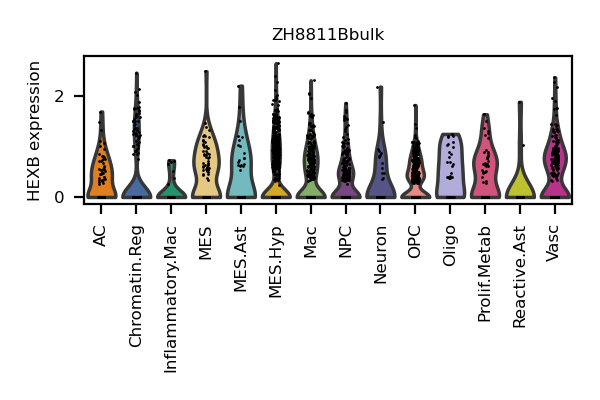 ZH8811Bbulk
HEXB expression
2
0
AC
Chromatin.Reg
Inflammatory.Mac
MES
MES.Ast
MES.Hyp
Mac
NPC
Neuron
OPC
Oligo
Prolif.Metab
Reactive.Ast
Vasc